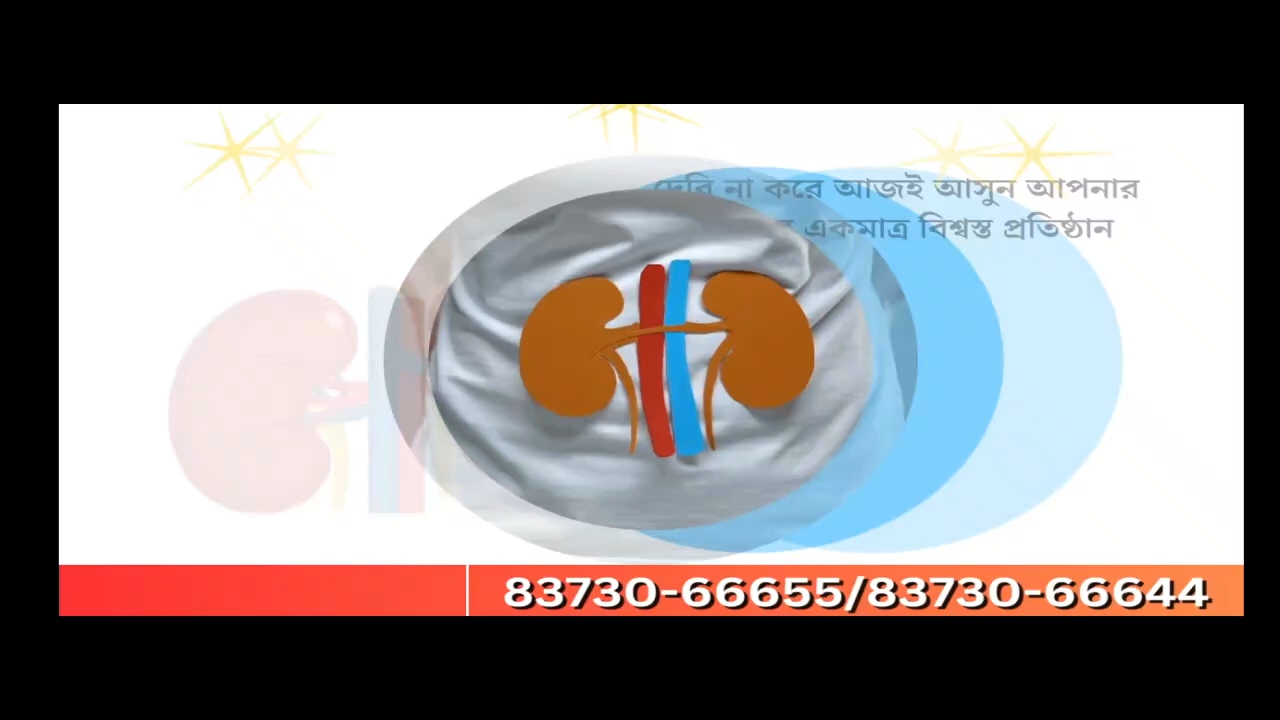 দেরি না করে আজই আসুন আপনার
একমাত্র বিশ্বস্ত প্রতিষ্ঠান
83730-66655/83730-66644